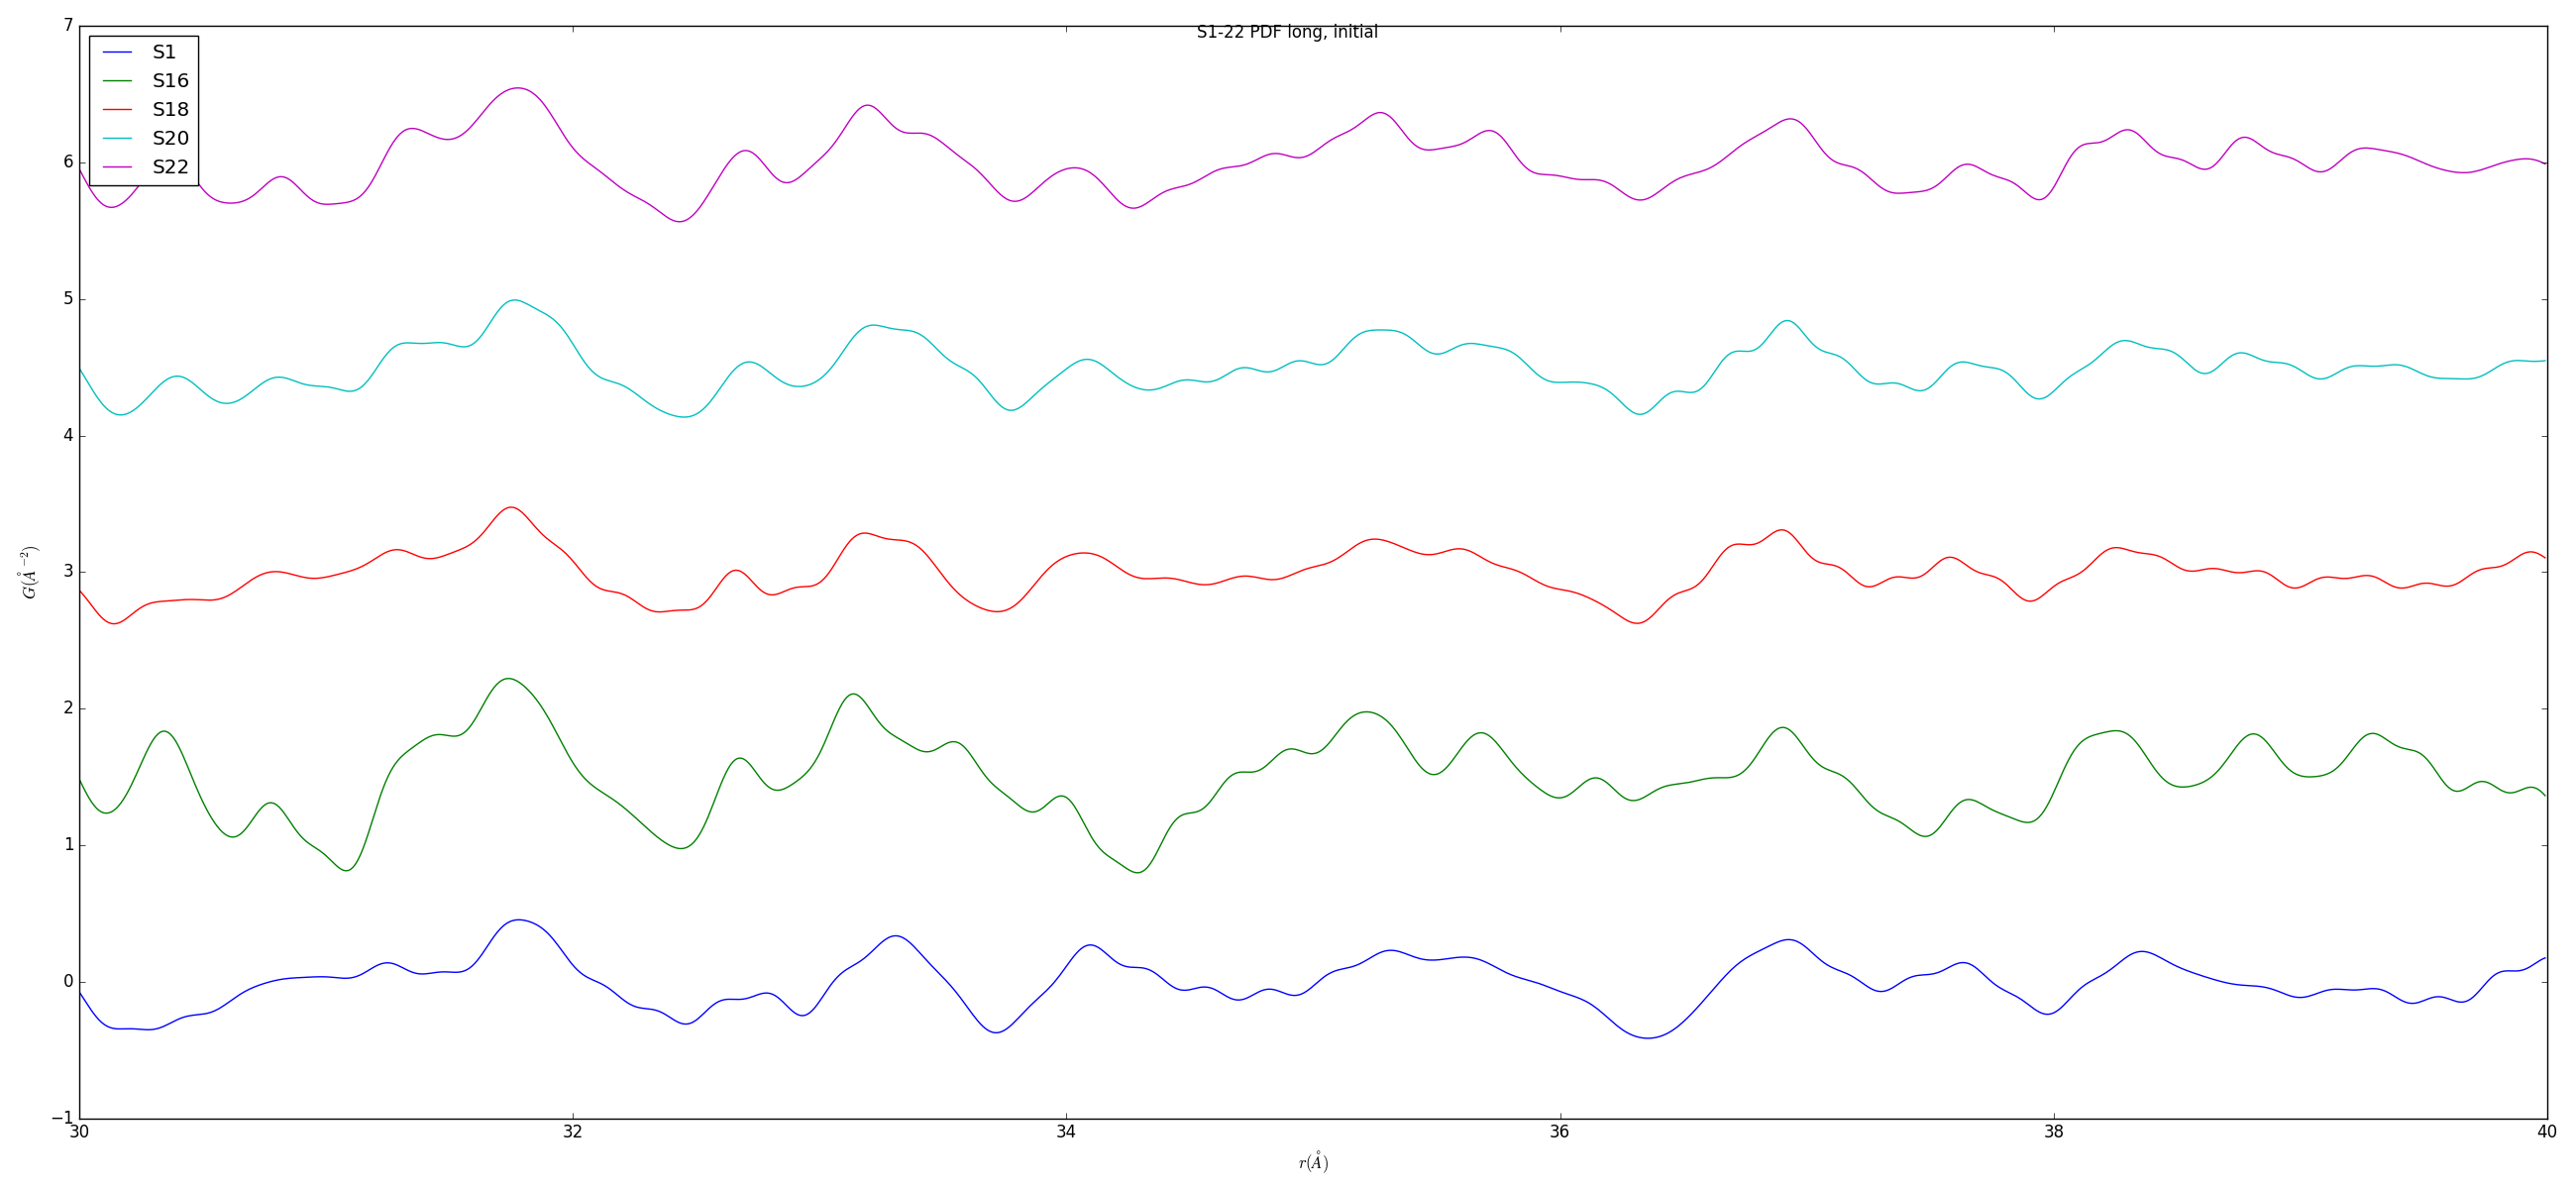 S1-22 PDF long, initial
7
6
5
4
3
2
1
0
−1
S1
S16
S18
S20
S22
G(Å⁻²)
30 32 34 36 38 40
r(Å)